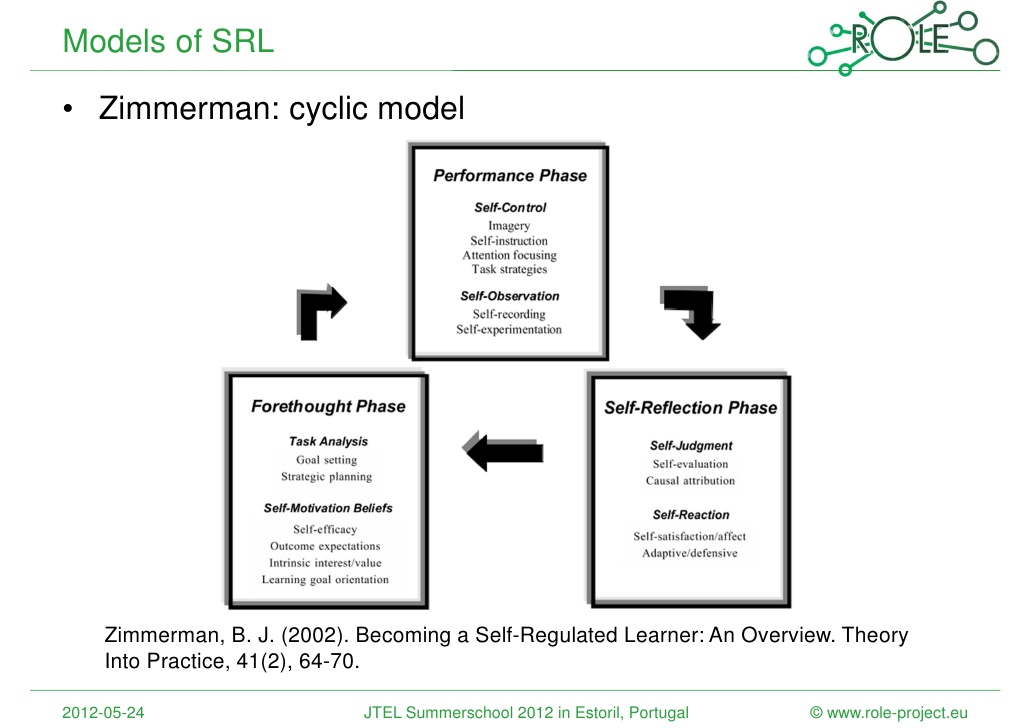 Models of SRL
ROLE
• Zimmerman: cyclic model
Performance Phase
Self-Control
Imagery
Self-instruction
Attention focusing
Task strategies
Self-Observation
Self-recording
Self-experimentation
Forethought Phase
Task Analysis
Goal setting
Strategic planning
Self-Motivation Beliefs
Self-efficacy
Outcome expectations
Intrinsic interest/value
Learning goal orientation
Self-Reflection Phase
Self-Judgment
Self-evaluation
Causal attribution
Self-Reaction
Self-satisfaction/affect
Adaptive/defensive
Zimmerman, B. J. (2002). Becoming a Self-Regulated Learner: An Overview. Theory
Into Practice, 41(2), 64-70.
2012-05-24
JTEL Summerschool 2012 in Estoril, Portugal
© www.role-project.eu